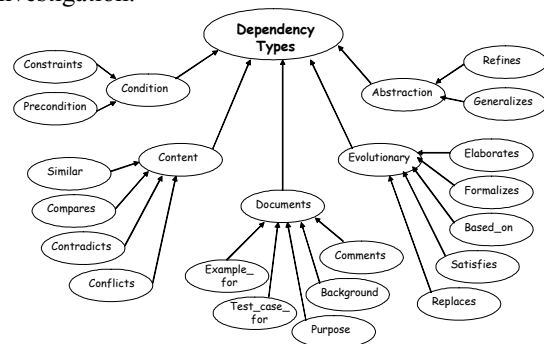 nvestigation.
Dependency
Types
Constraints
Precondition
Condition
Refines
Abstraction
Generalizes
Similar
Compares
Contradicts
Conflicts
Content
Evolutionary
Elaborates
Formalizes
Based_on
Satisfies
Replaces
Documents
Example_
for
Test_case_
for
Purpose
Background
Comments